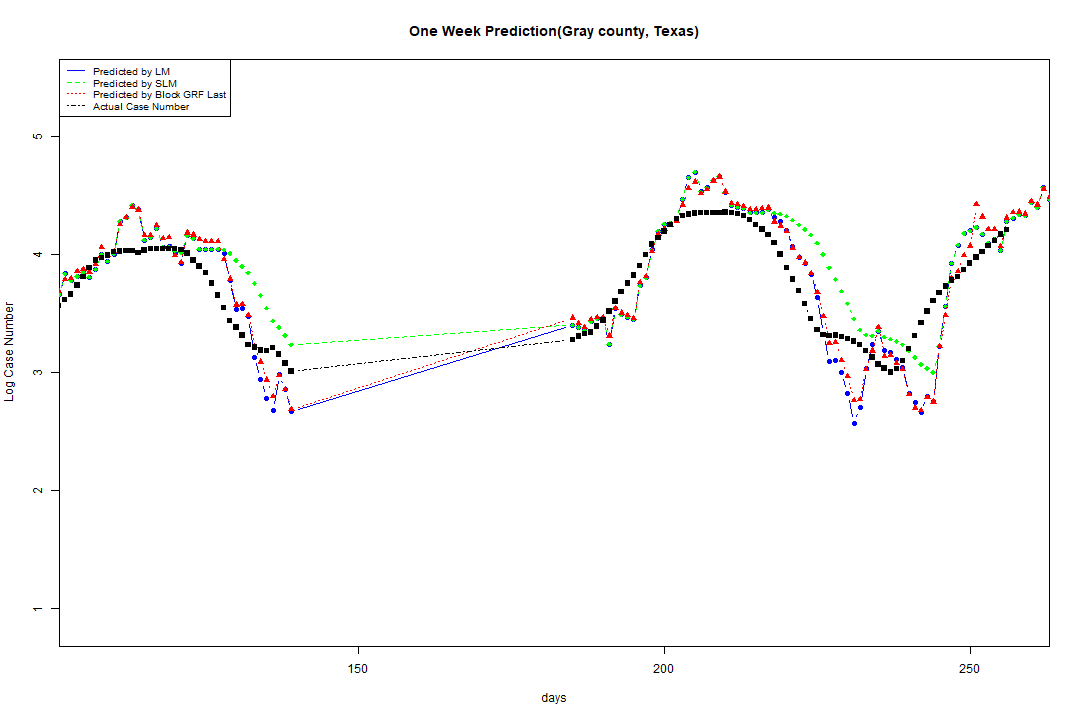 One Week Prediction(Gray county, Texas)
Predicted by LM
Predicted by SLM
Predicted by Block GRF Last
Actual Case Number
5
4
3
2
1
Log Case Number
150 200 250
days